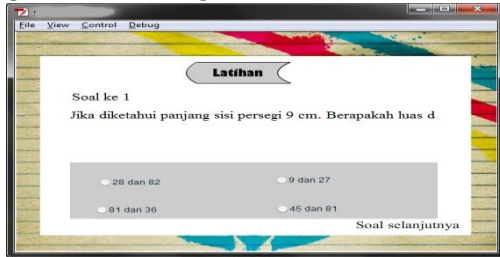 File View Control Debug
Latihan
Soal ke 1
Jika diketahui panjang sisi persegi 9 cm. Berapakah luas d
28 dan 82
9 dan 27
81 dan 36
45 dan 81
Soal selanjutnya